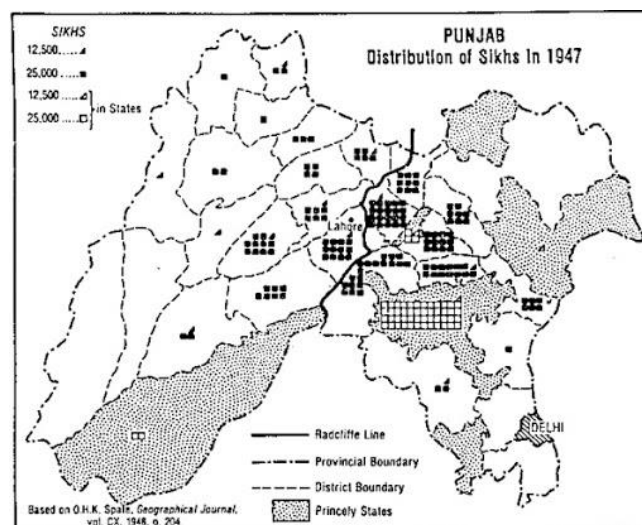 PUNJAB
Distribution of Sikhs in 1947
SIKHS
12,500
25,000
12,500
25,000
in States
Lahore
DELHI
Radcliffe Line
Provincial Boundary
District Boundary
Princely States
Based on O.H.K. Spate, Geographical Journal,
vol. CX, 1948, p. 204